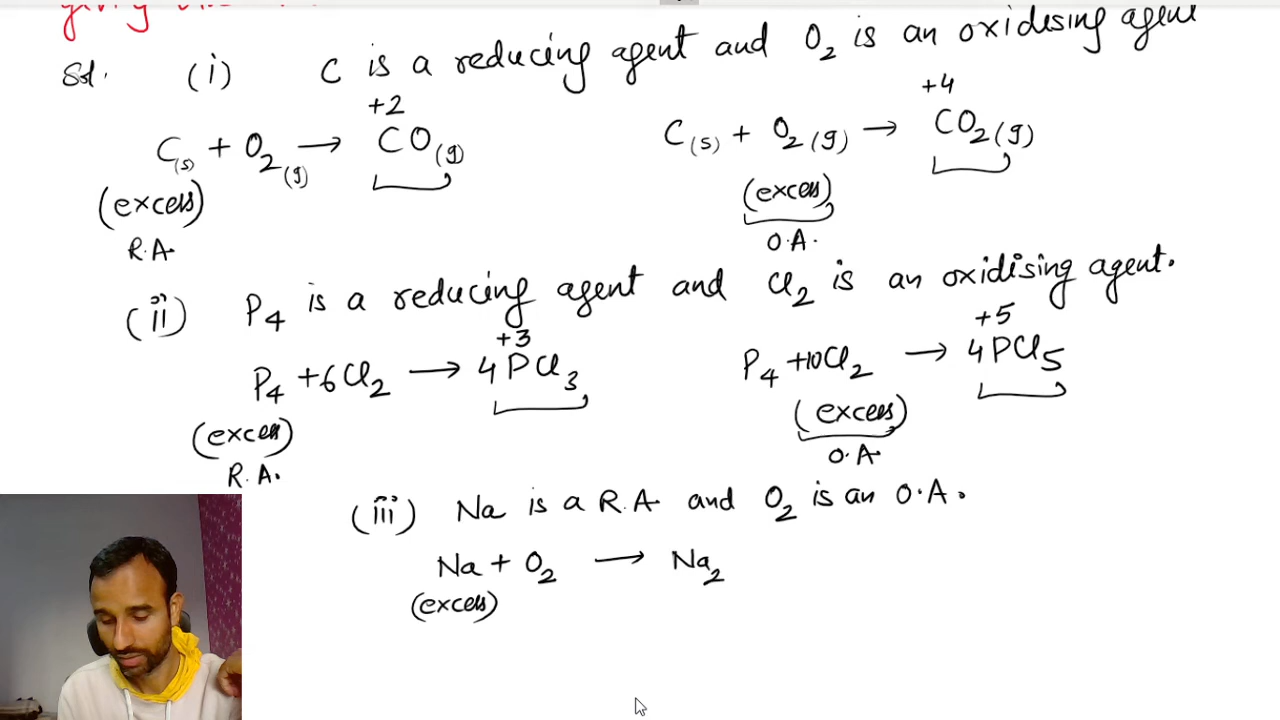 Sol. (i) C is a reducing agent and O₂ is an oxidising agent
+2
+4
C(s) + O₂(g) → CO(g)
C(s) + O₂(g) → CO₂(g)
(excess)
R.A.
(excess)
O.A.
(ii) P₄ is a reducing agent and Cl₂ is an oxidising agent.
+3
+5
P₄ + 6Cl₂ → 4PCl₃
P₄ + 10Cl₂ → 4PCl₅
(excess)
R.A.
(excess)
O.A.
(iii) Na is a R.A and O₂ is an O.A.
Na + O₂ → Na₂
(excess)